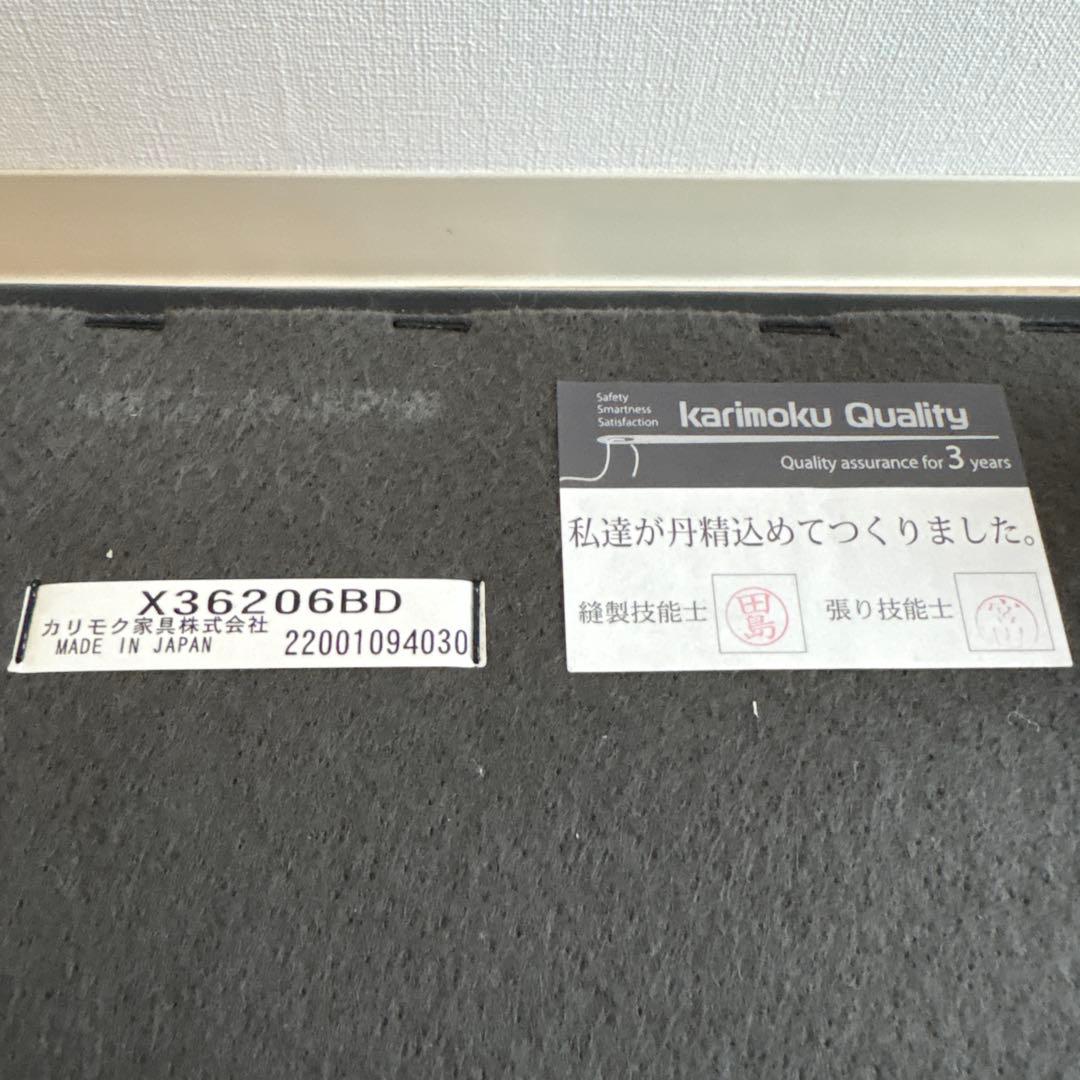 Safety
Smartness
Satisfaction
karimoku Quality
Quality assurance for 3 years
私達が丹精込めてつくりました。
縫製技能士 田島 張り技能士
X36206BD
カリモク家具株式会社
MADE IN JAPAN 22001094030